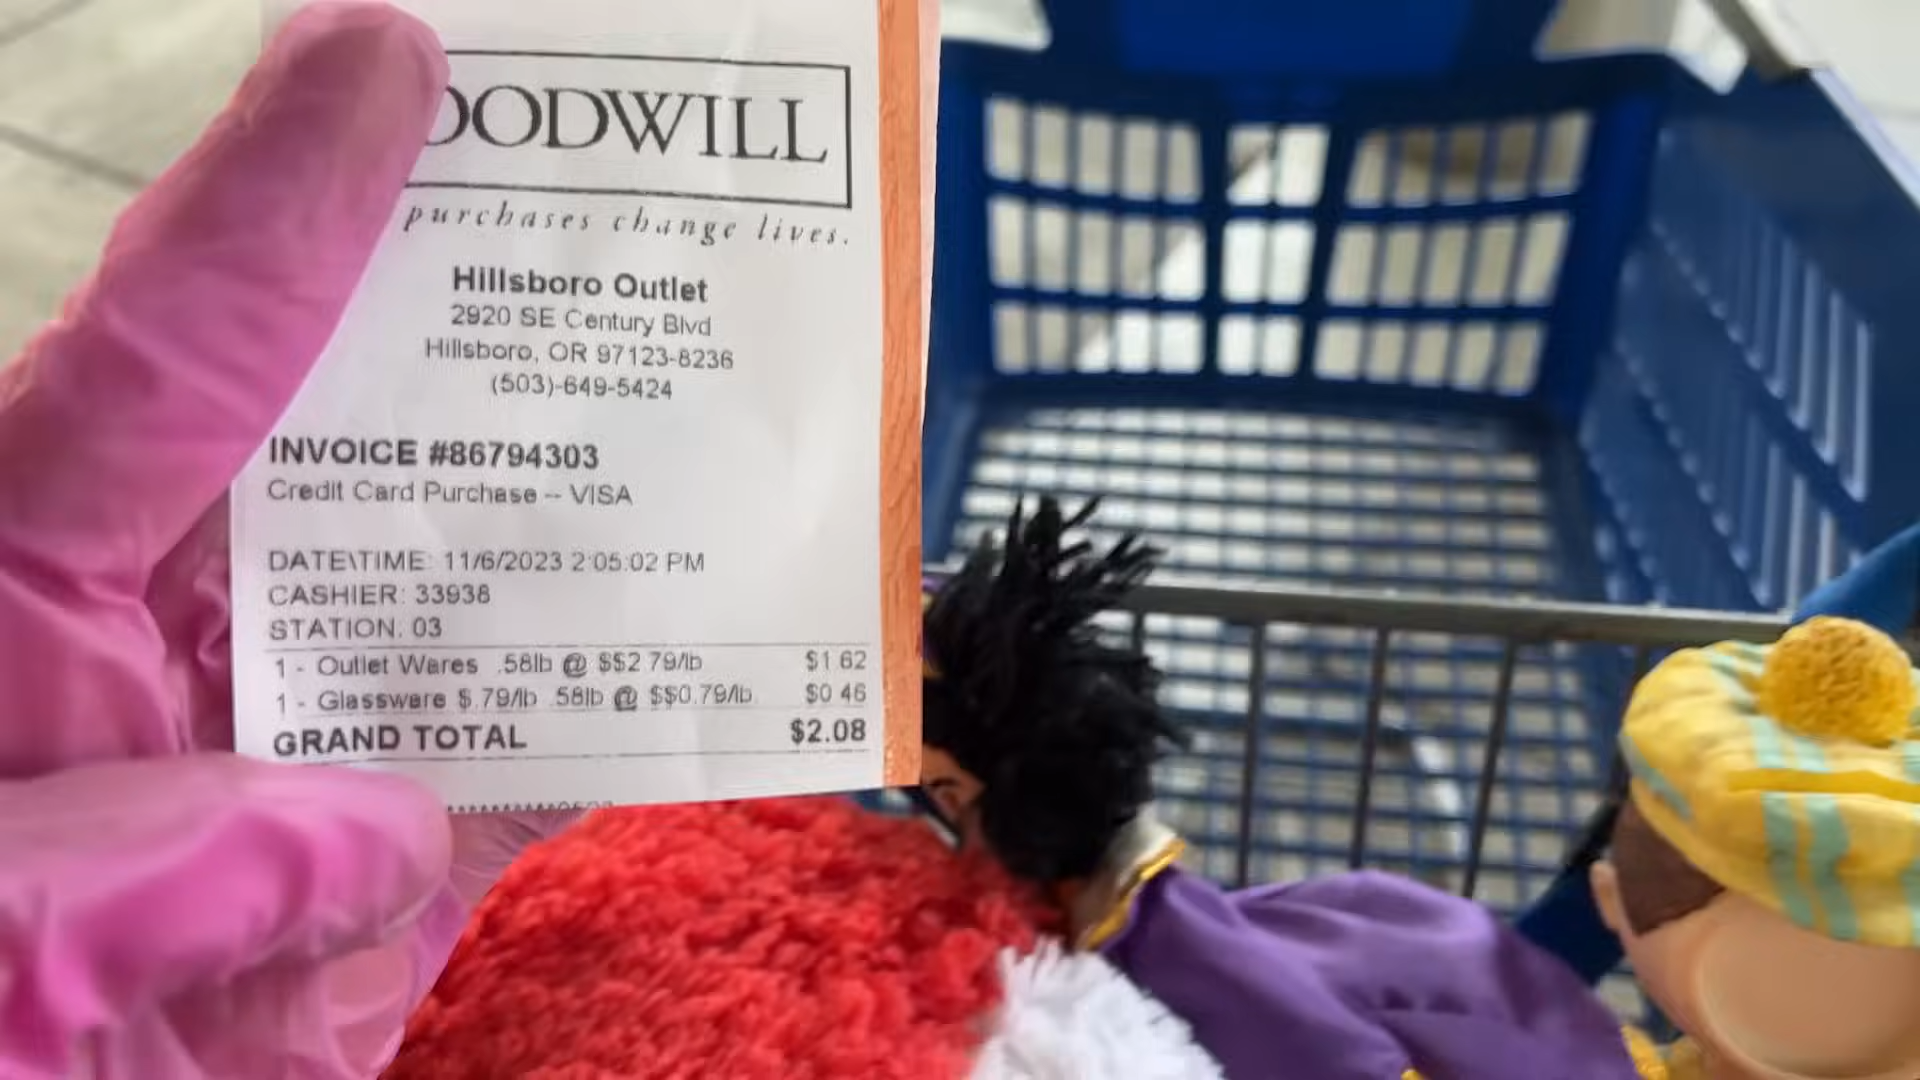 OODWILL
purchases change lives.
Hillsboro Outlet
2920 SE Century Blvd
Hillsboro, OR 97123-8236
(503)-649-5424
INVOICE #86794303
Credit Card Purchase -- VISA
DATE\TIME: 11/6/2023 2:05:02 PM
CASHIER: 33938
STATION: 03
1 - Outlet Wares .58lb @ $$2.79/lb $1.62
1 - Glassware $.79/lb .58lb @ $$0.79/lb. $0.46
GRAND TOTAL $2.08